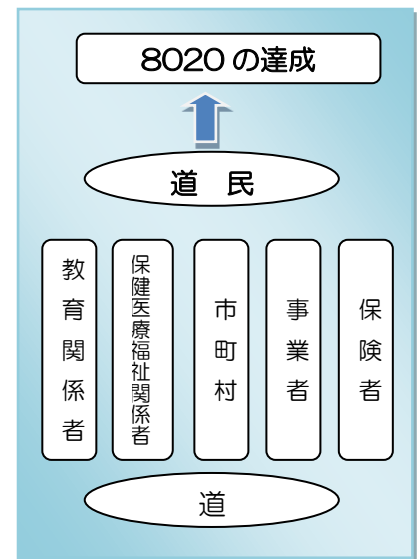 8020の達成
道民
教育関係者
保健医療福祉関係者
市町村
事業者
保険者
道